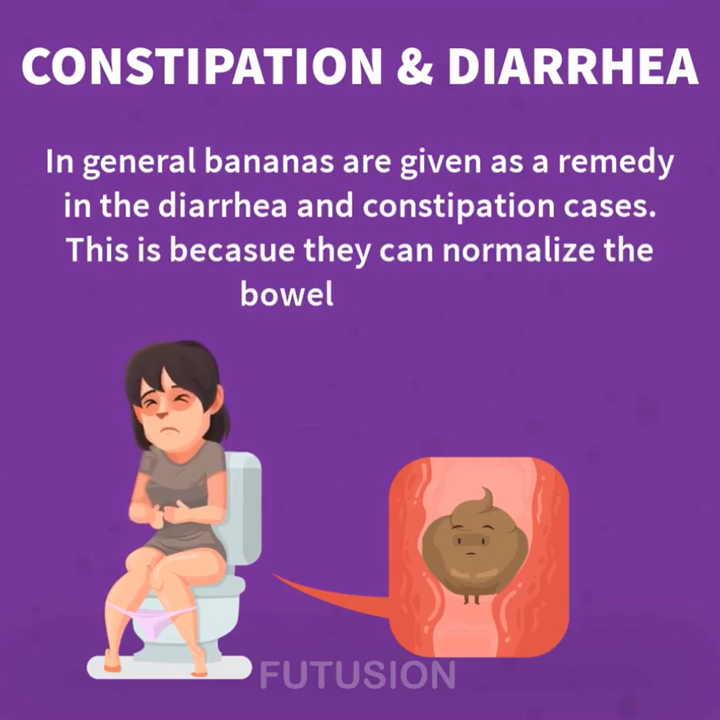 CONSTIPATION & DIARRHEA
In general bananas are given as a remedy
in the diarrhea and constipation cases.
This is becasue they can normalize the
bowel
FUTUSION